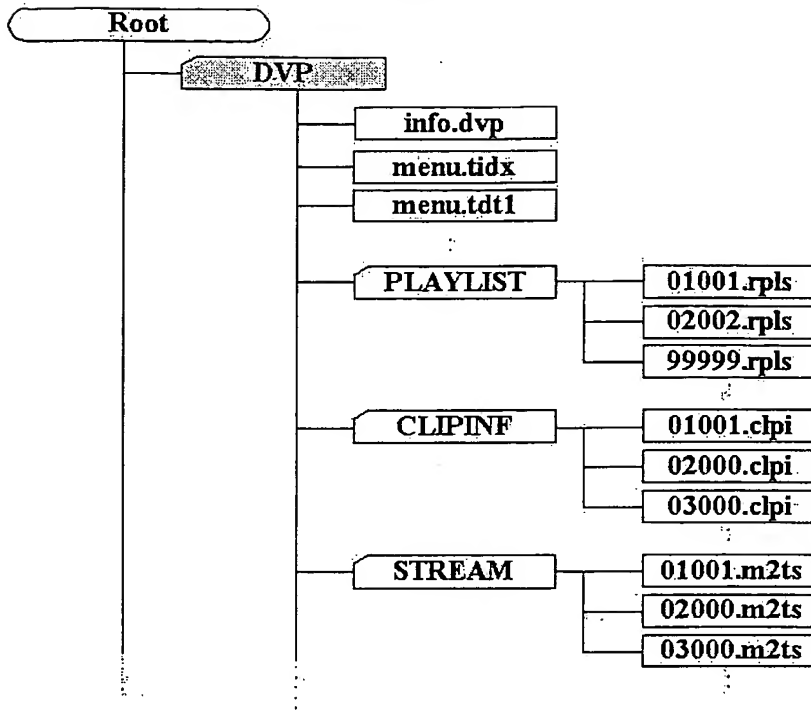 Root
DVP
info.dvp
menu.tidx
menu.tdt1
PLAYLIST
01001.rpls
02002.rpls
99999.rpls
CLIPINF
01001.clpi
02000.clpi
03000.clpi
STREAM
01001.m2ts
02000.m2ts
03000.m2ts